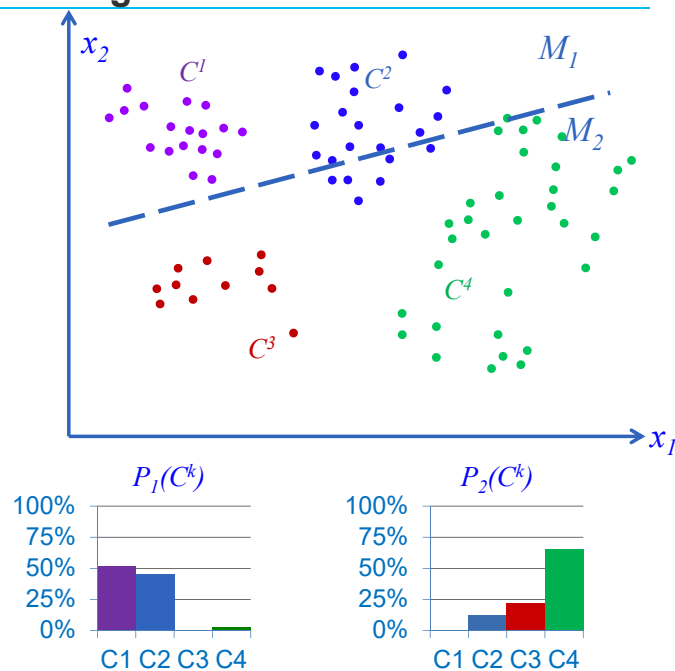 x₂
M₁
C¹
C²
M₂
C⁴
C³
x₁
P₁(Cᵏ)
100%
75%
50%
25%
0%
C1 C2 C3 C4
P₂(Cᵏ)
100%
75%
50%
25%
0%
C1 C2 C3 C4